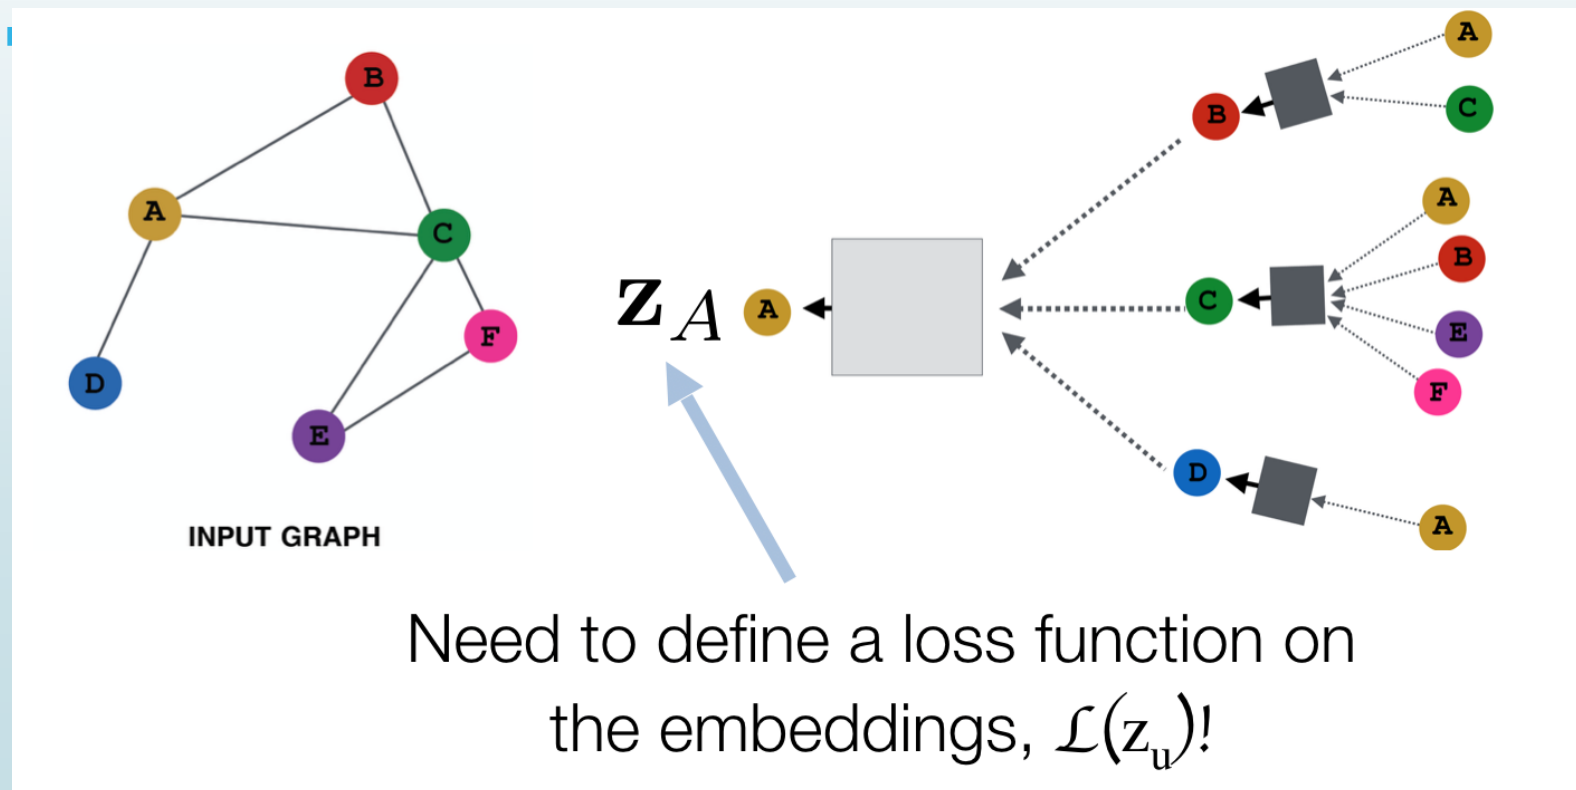 B
A
C
F
D
E
INPUT GRAPH
z_A
A
B
A
C
C
A
B
E
F
D
A
Need to define a loss function on
the embeddings, ℒ(z_u)!